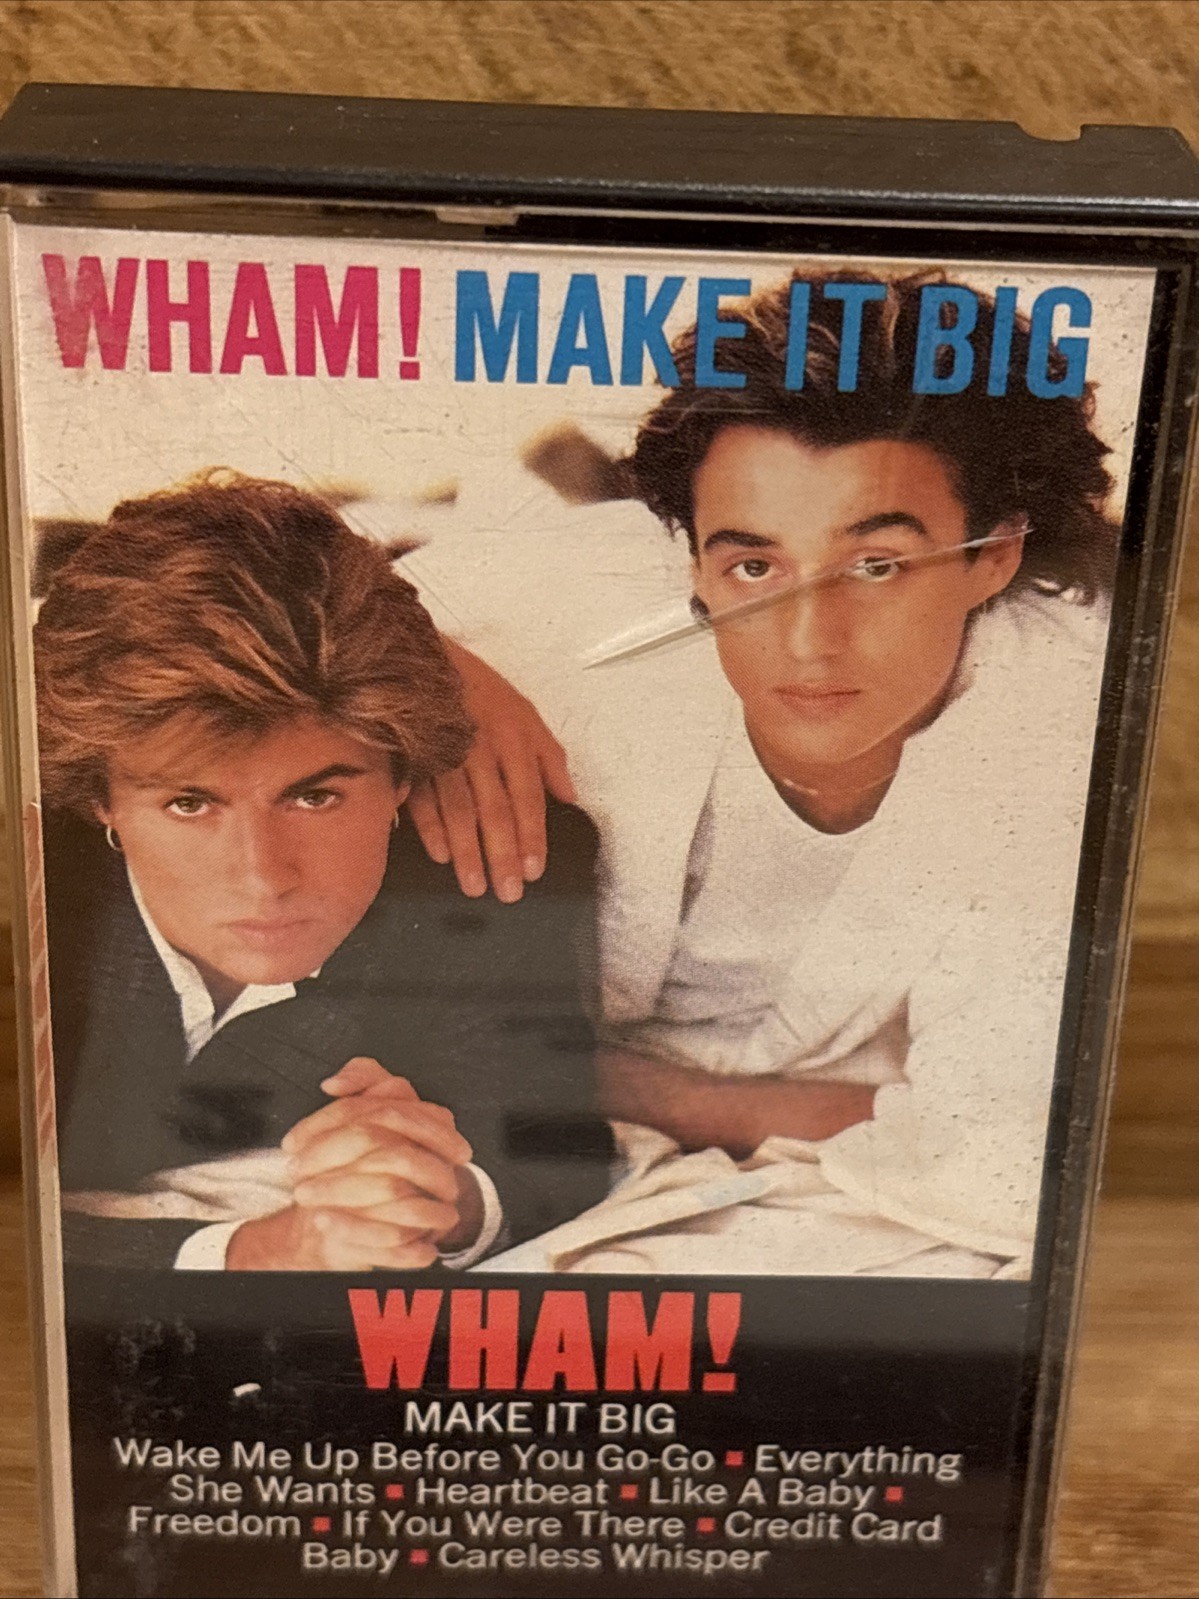 WHAM! MAKE IT BIG
WHAM!
MAKE IT BIG
Wake Me Up Before You Go-Go ▪ Everything
She Wants ▪ Heartbeat ▪ Like A Baby ▪
Freedom ▪ If You Were There ▪ Credit Card
Baby ▪ Careless Whisper